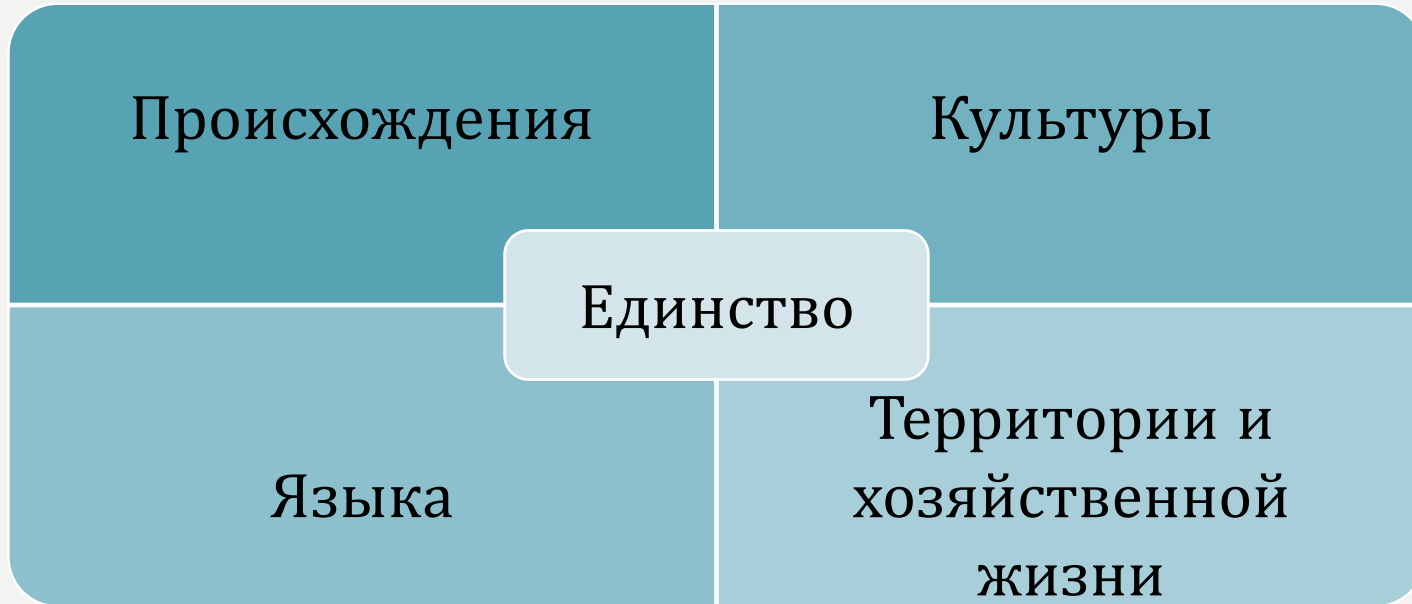 Происхождения
Культуры
Единство
Языка
Территории и
хозяйственной
жизни